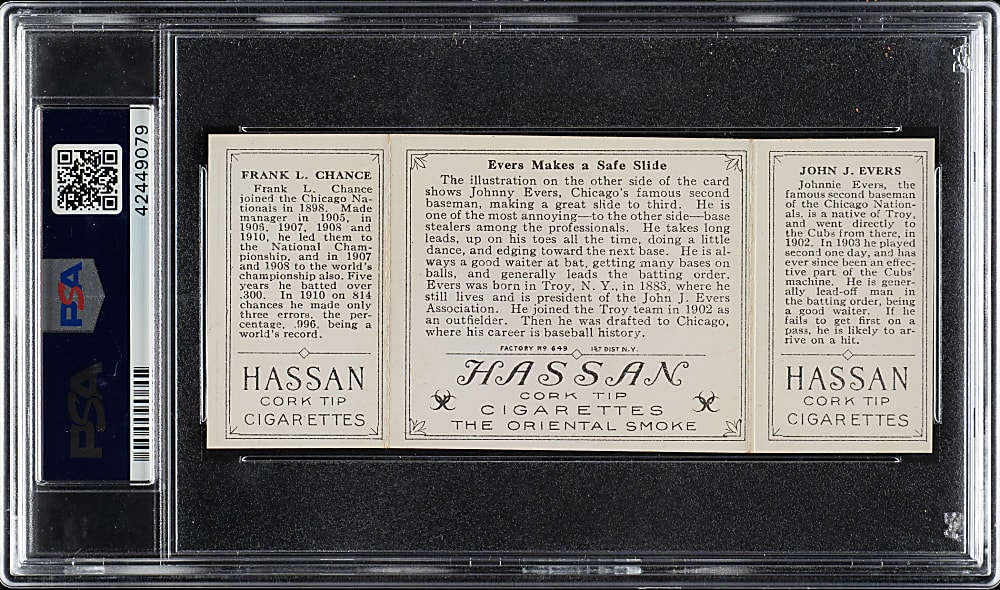 42449079
PSA
PSA
FRANK L. CHANCE
Frank L. Chance
joined the Chicago Na-
tionals in 1898. Made
manager in 1905, in
1906, 1907, 1908 and
1910, he led them to
the National Cham-
pionship, and in 1907
and 1908 to the world's
championship also. Five
years he batted over
.300. In 1910 on 814
chances he made only
three errors, the per-
centage, .996, being a
world's record.
HASSAN
CORK TIP
CIGARETTES
Evers Makes a Safe Slide
The illustration on the other side of the card
shows Johnny Evers, Chicago's famous second
baseman, making a great slide to third. He is
one of the most annoying—to the other side—base
stealers among the professionals. He takes long
leads, up on his toes all the time, doing a little
dance, and edging toward the next base. He is al-
ways a good waiter at bat, getting many bases on
balls, and generally leads the batting order.
Evers was born in Troy, N. Y., in 1883, where he
still lives and is president of the John J. Evers
Association. He joined the Troy team in 1902 as
an outfielder. Then he was drafted to Chicago,
where his career is baseball history.
FACTORY Nº 649 1ST DIST N.Y.
HASSAN
CORK TIP
CIGARETTES
THE ORIENTAL SMOKE
JOHN J. EVERS
Johnnie Evers, the
famous second baseman
of the Chicago Nation-
als, is a native of Troy,
and went directly to
the Cubs from there, in
1902. In 1903 he played
second one day, and has
ever since been an effec-
tive part of the Cubs'
machine. He is gener-
ally lead-off man in
the batting order, being
a good waiter. If he
fails to get first on a
pass, he is likely to ar-
rive on a hit.
HASSAN
CORK TIP
CIGARETTES